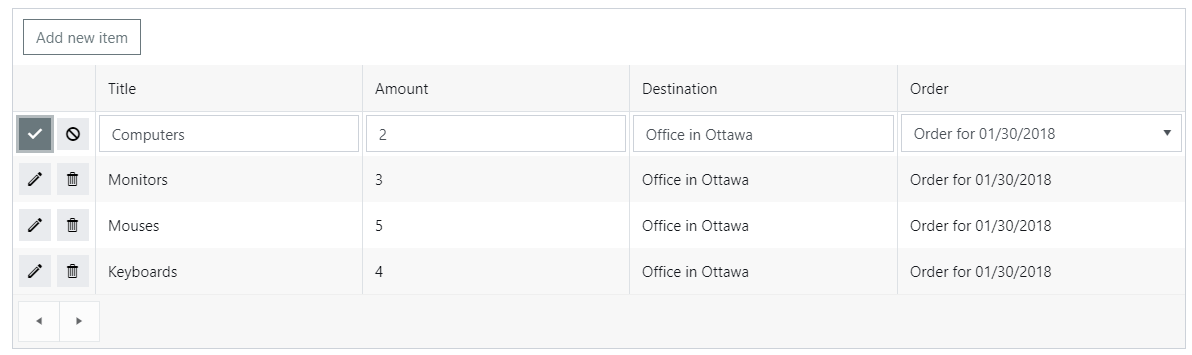 Add new item
Title Amount Destination Order
Computers 2 Office in Ottawa Order for 01/30/2018
Monitors 3 Office in Ottawa Order for 01/30/2018
Mouses 5 Office in Ottawa Order for 01/30/2018
Keyboards 4 Office in Ottawa Order for 01/30/2018